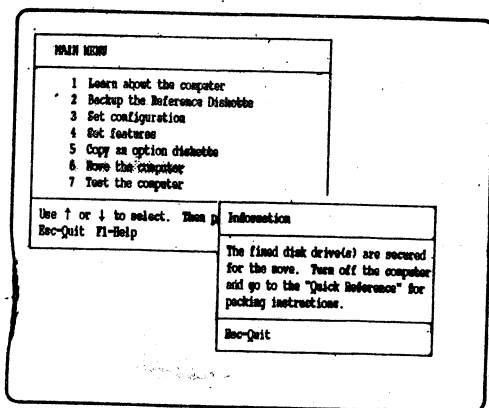 MAIN MENU
1 Learn about the computer
2 Backup the Reference Diskette
3 Set configuration
4 Set features
5 Copy an option diskette
6 Move the computer
7 Test the computer
Use ↑ or ↓ to select. Then p
Esc-Quit F1-Help
Information
The fixed disk drive(s) are secured
for the move. Turn off the computer
and go to the "Quick Reference" for
packing instructions.
Esc-Quit